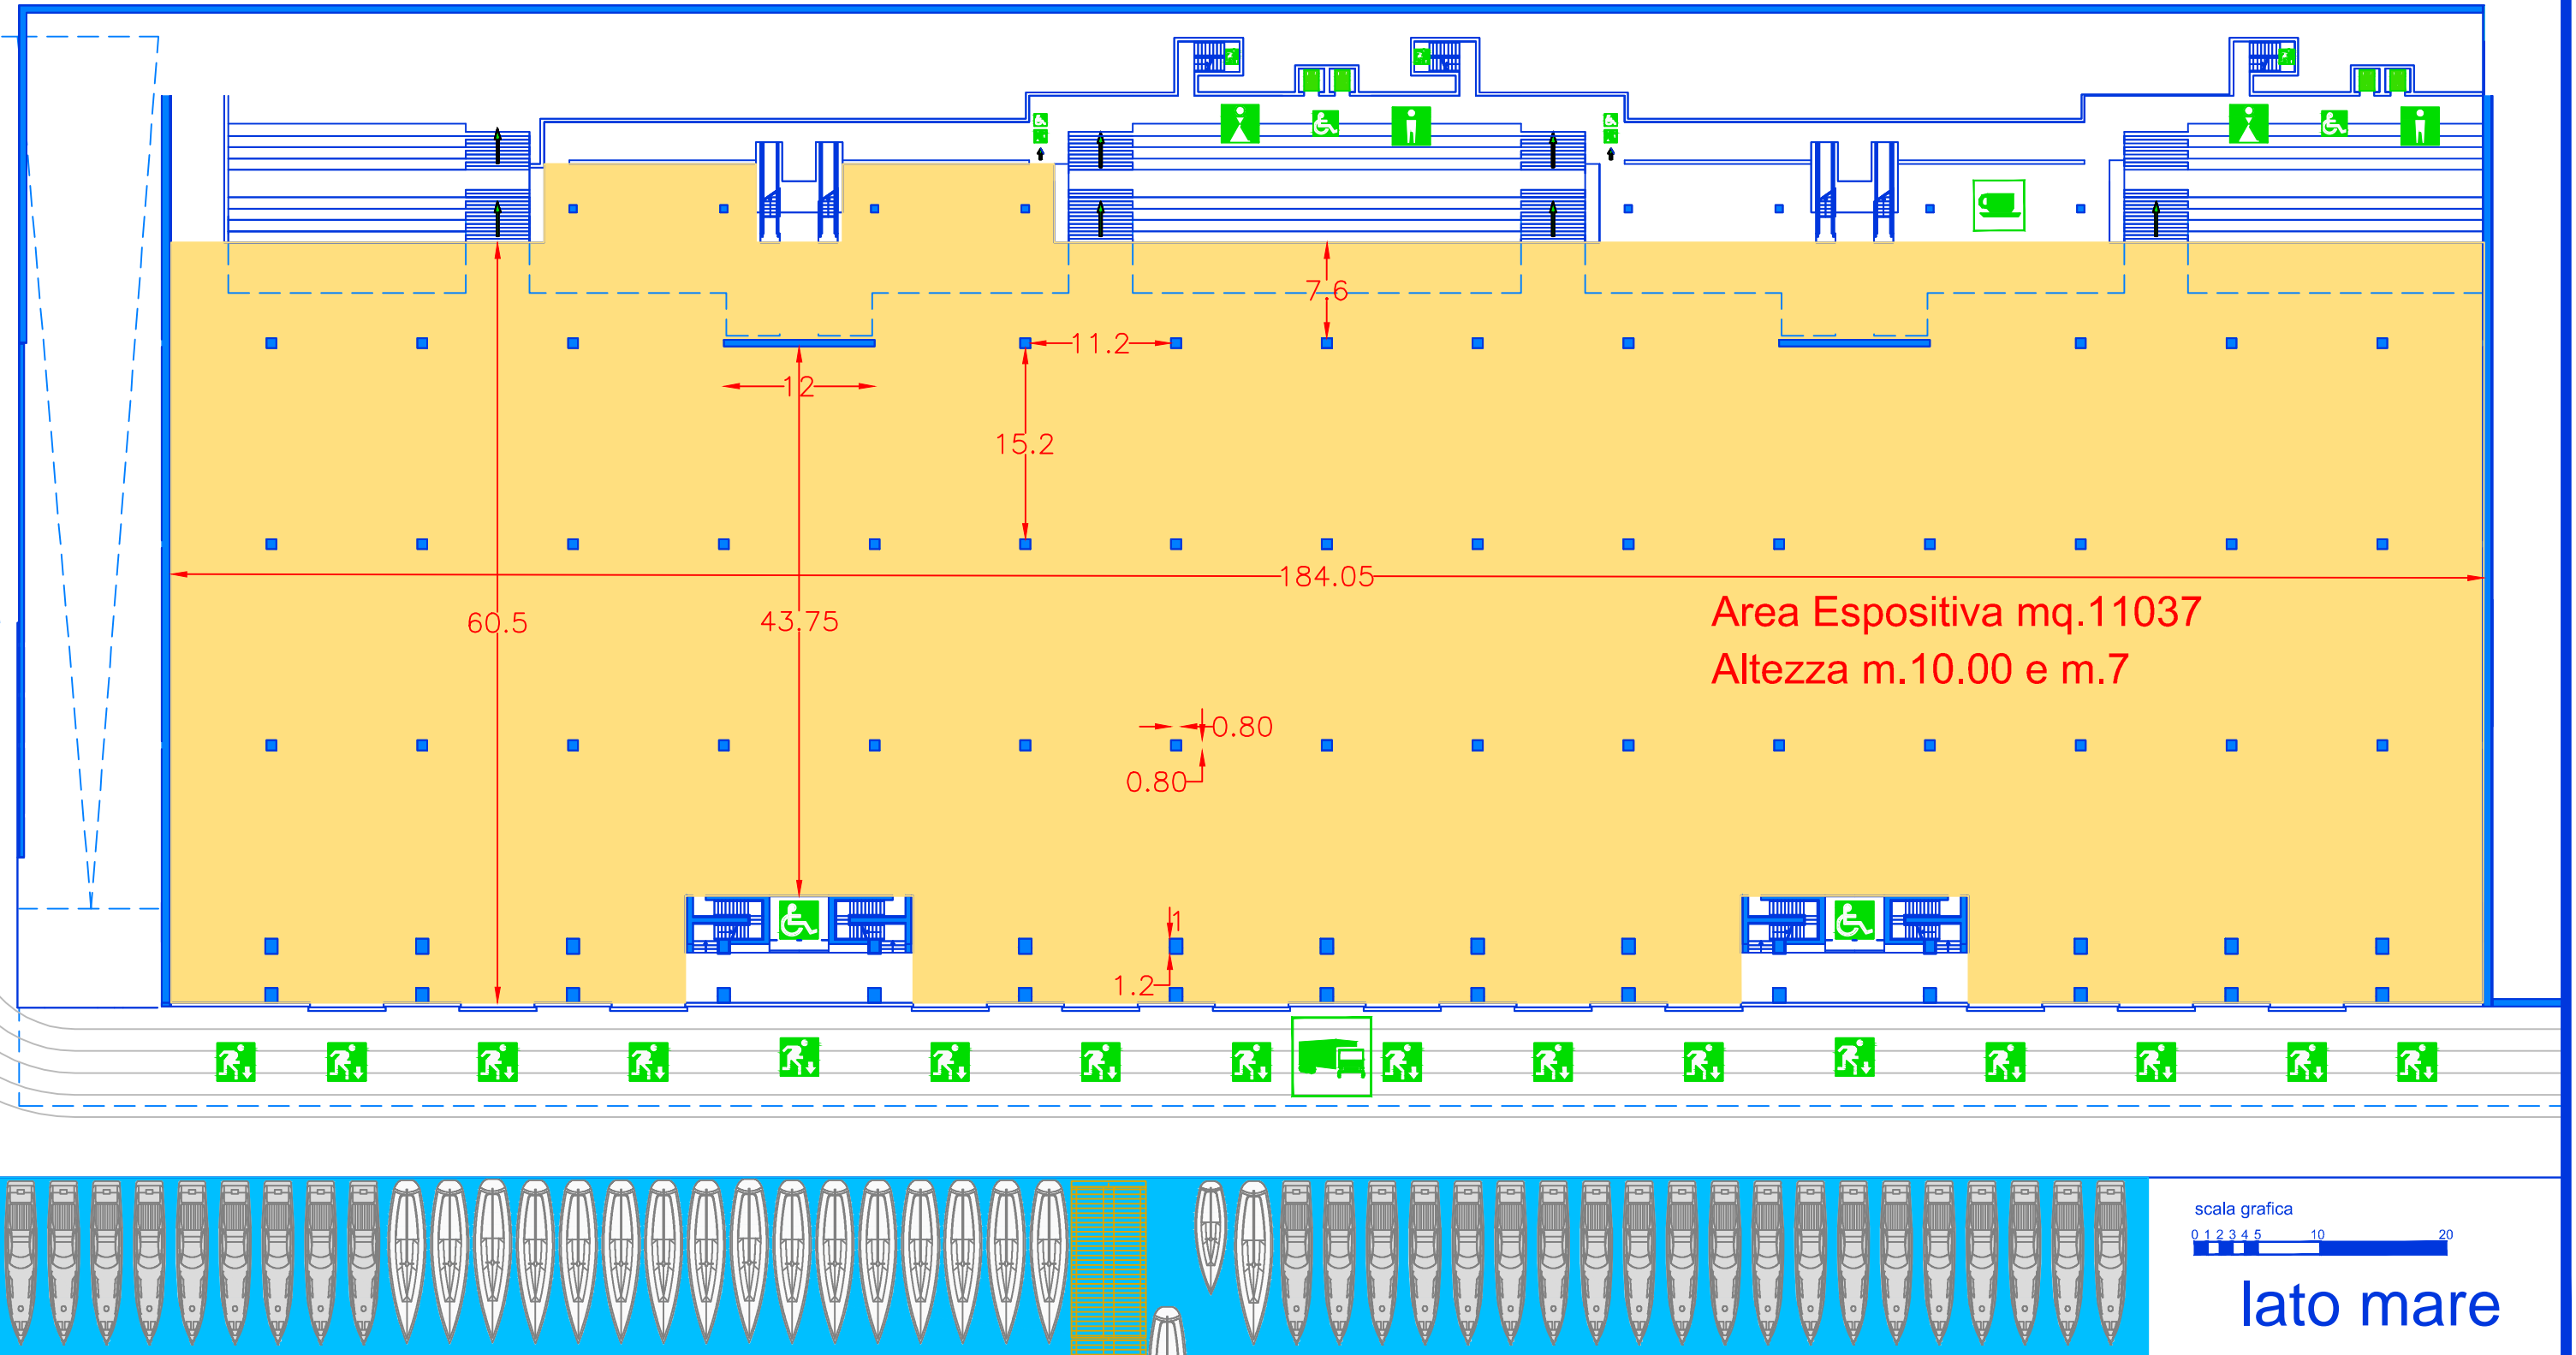 7.6
11.2
12
15.2
184.05
60.5
43.75
Area Espositiva mq.11037
Altezza m.10.00 e m.7
0.80
0.80
1
1.2
scala grafica
0 1 2 3 4 5 10 20
lato mare